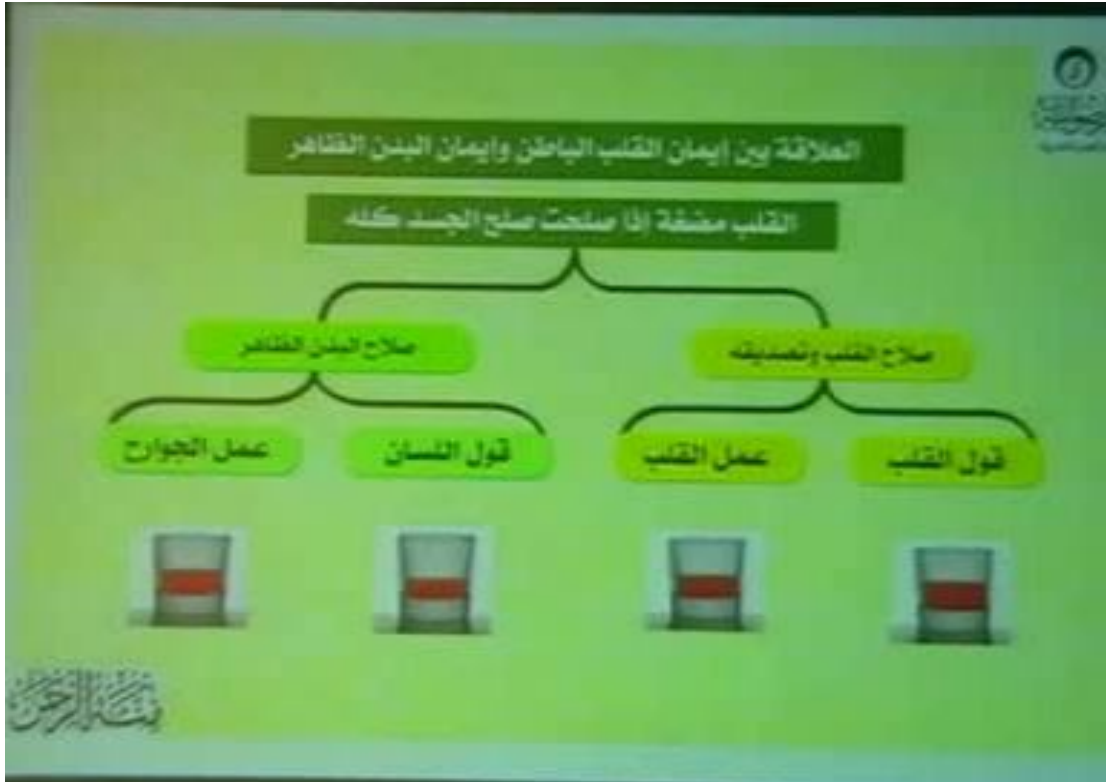 العلاقة بين إيمان القلب الباطن وإيمان البدن الظاهر
القلب مضغة إذا صلحت صلح الجسد كله
صلاح القلب وتصديقه
صلاح البدن الظاهر
قول القلب
عمل القلب
قول اللسان
عمل الجوارح